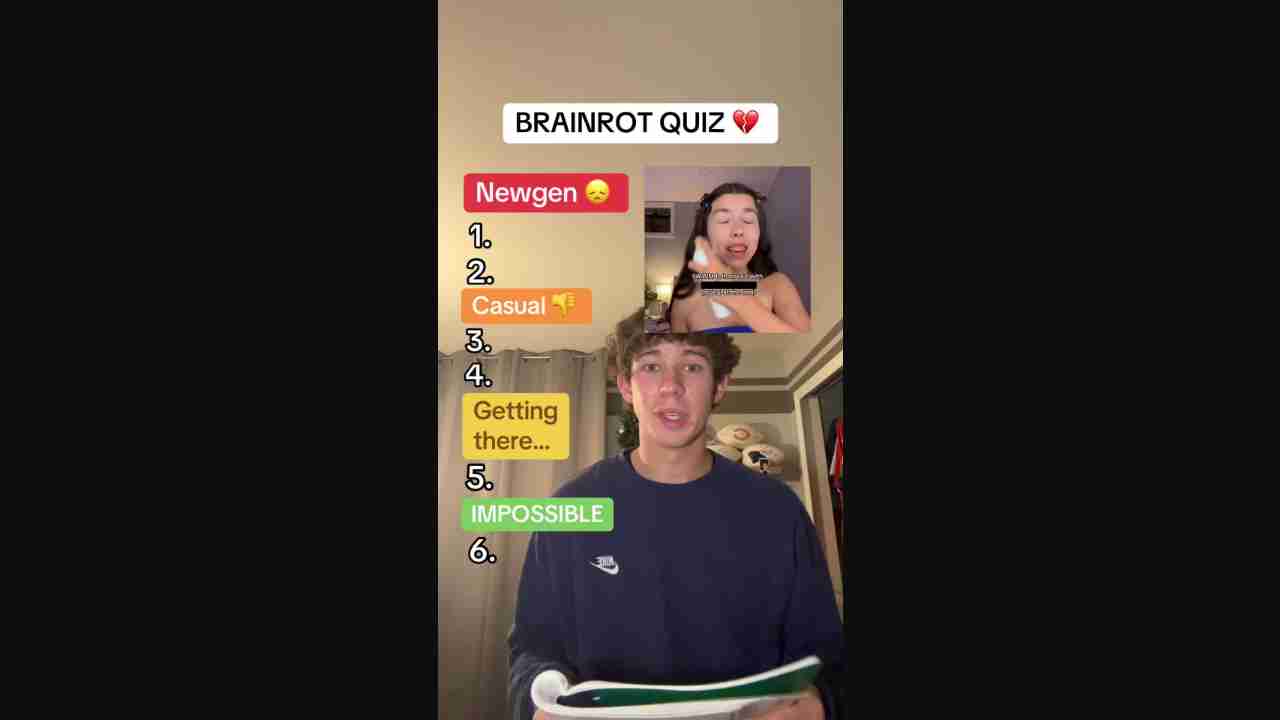 BRAINROT QUIZ 💔
Newgen 😞
1.
2.
Casual 👎
3.
4.
Getting
there...
5.
IMPOSSIBLE
6.